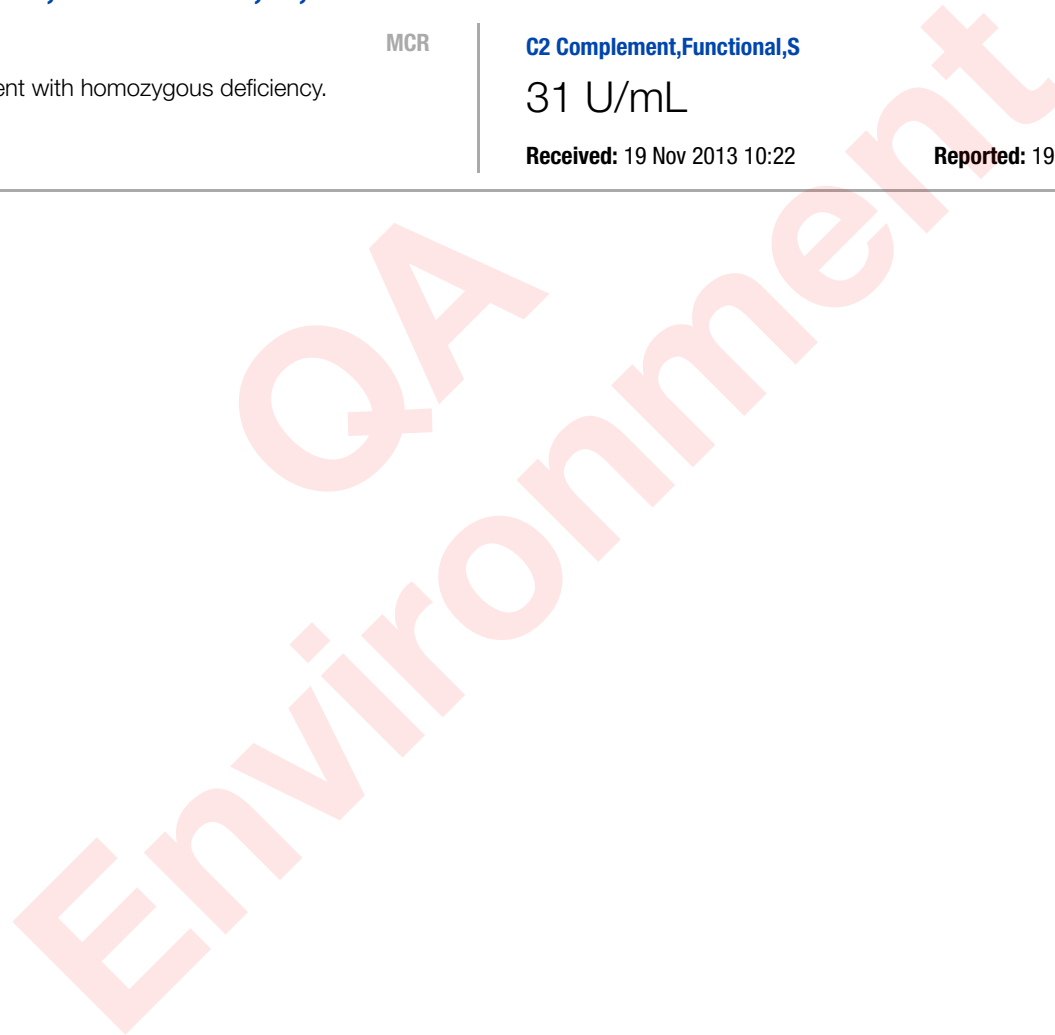 MCR
ent with homozygous deficiency.
C2 Complement,Functional,S
31 U/mL
Received: 19 Nov 2013 10:22
Reported: 19
QA
Environment